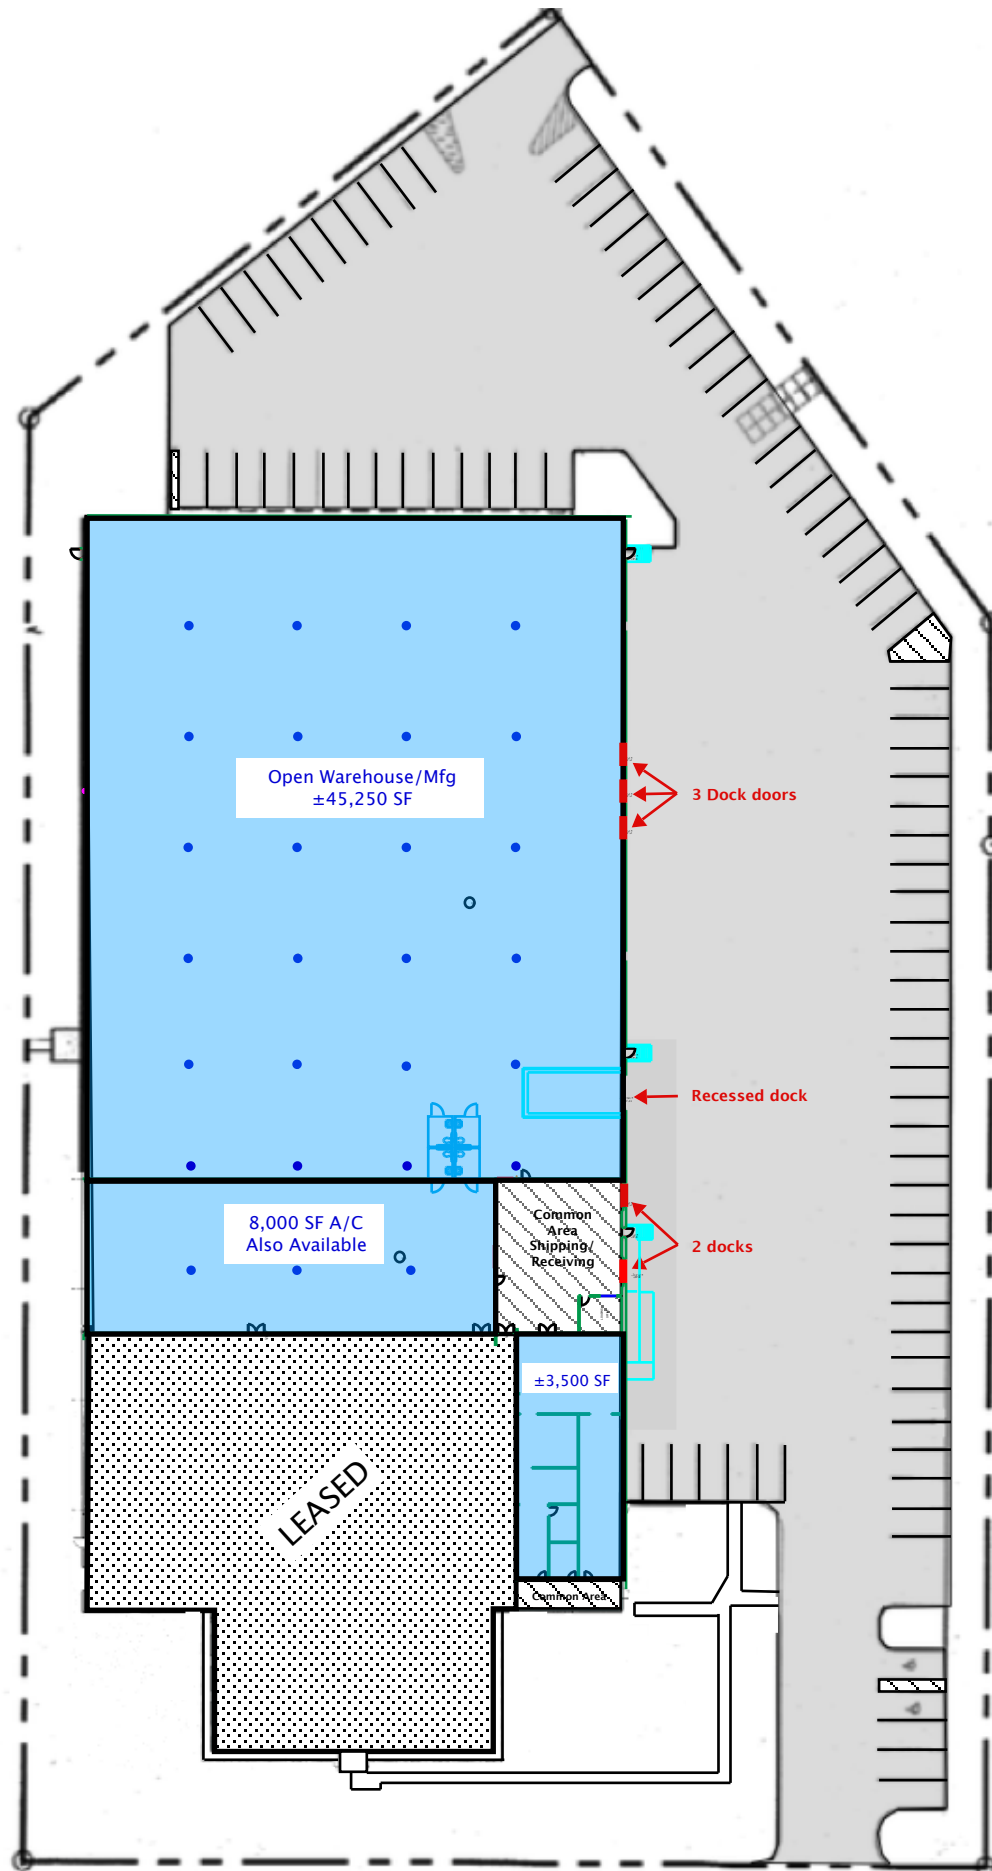 Open Warehouse/Mfg
±45,250 SF
3 Dock doors
Recessed dock
8,000 SF A/C
Also Available
Common
Area
Shipping/
Receiving
2 docks
±3,500 SF
LEASED
Common Area